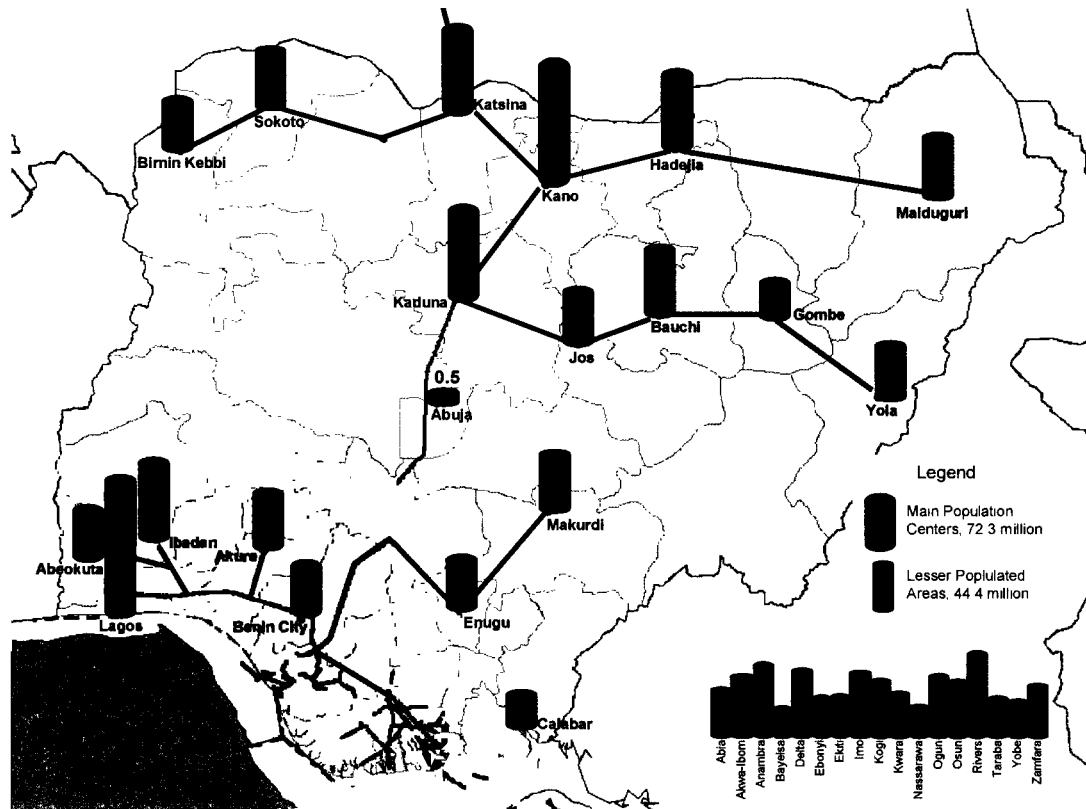 Katsina
Sokoto
Birnin Kebbi
Hadejia
Kano
Maiduguri
Kaduna
Bauchi
Gombe
Jos
0.5
Abuja
Yola
Legend
Main Population
Centers, 72 3 million
Lesser Poplulated
Areas, 44 4 million
Makurdi
Ibadan
Akure
Abeokuta
Lagos
Benin City
Enugu
Calabar
Abia
Akwa-Ibom
Anambra
Bayelsa
Delta
Ebonyi
Ekiti
Imo
Kogi
Kwara
Nassarawa
Ogun
Osun
Rivers
Taraba
Yobe
Zamfara